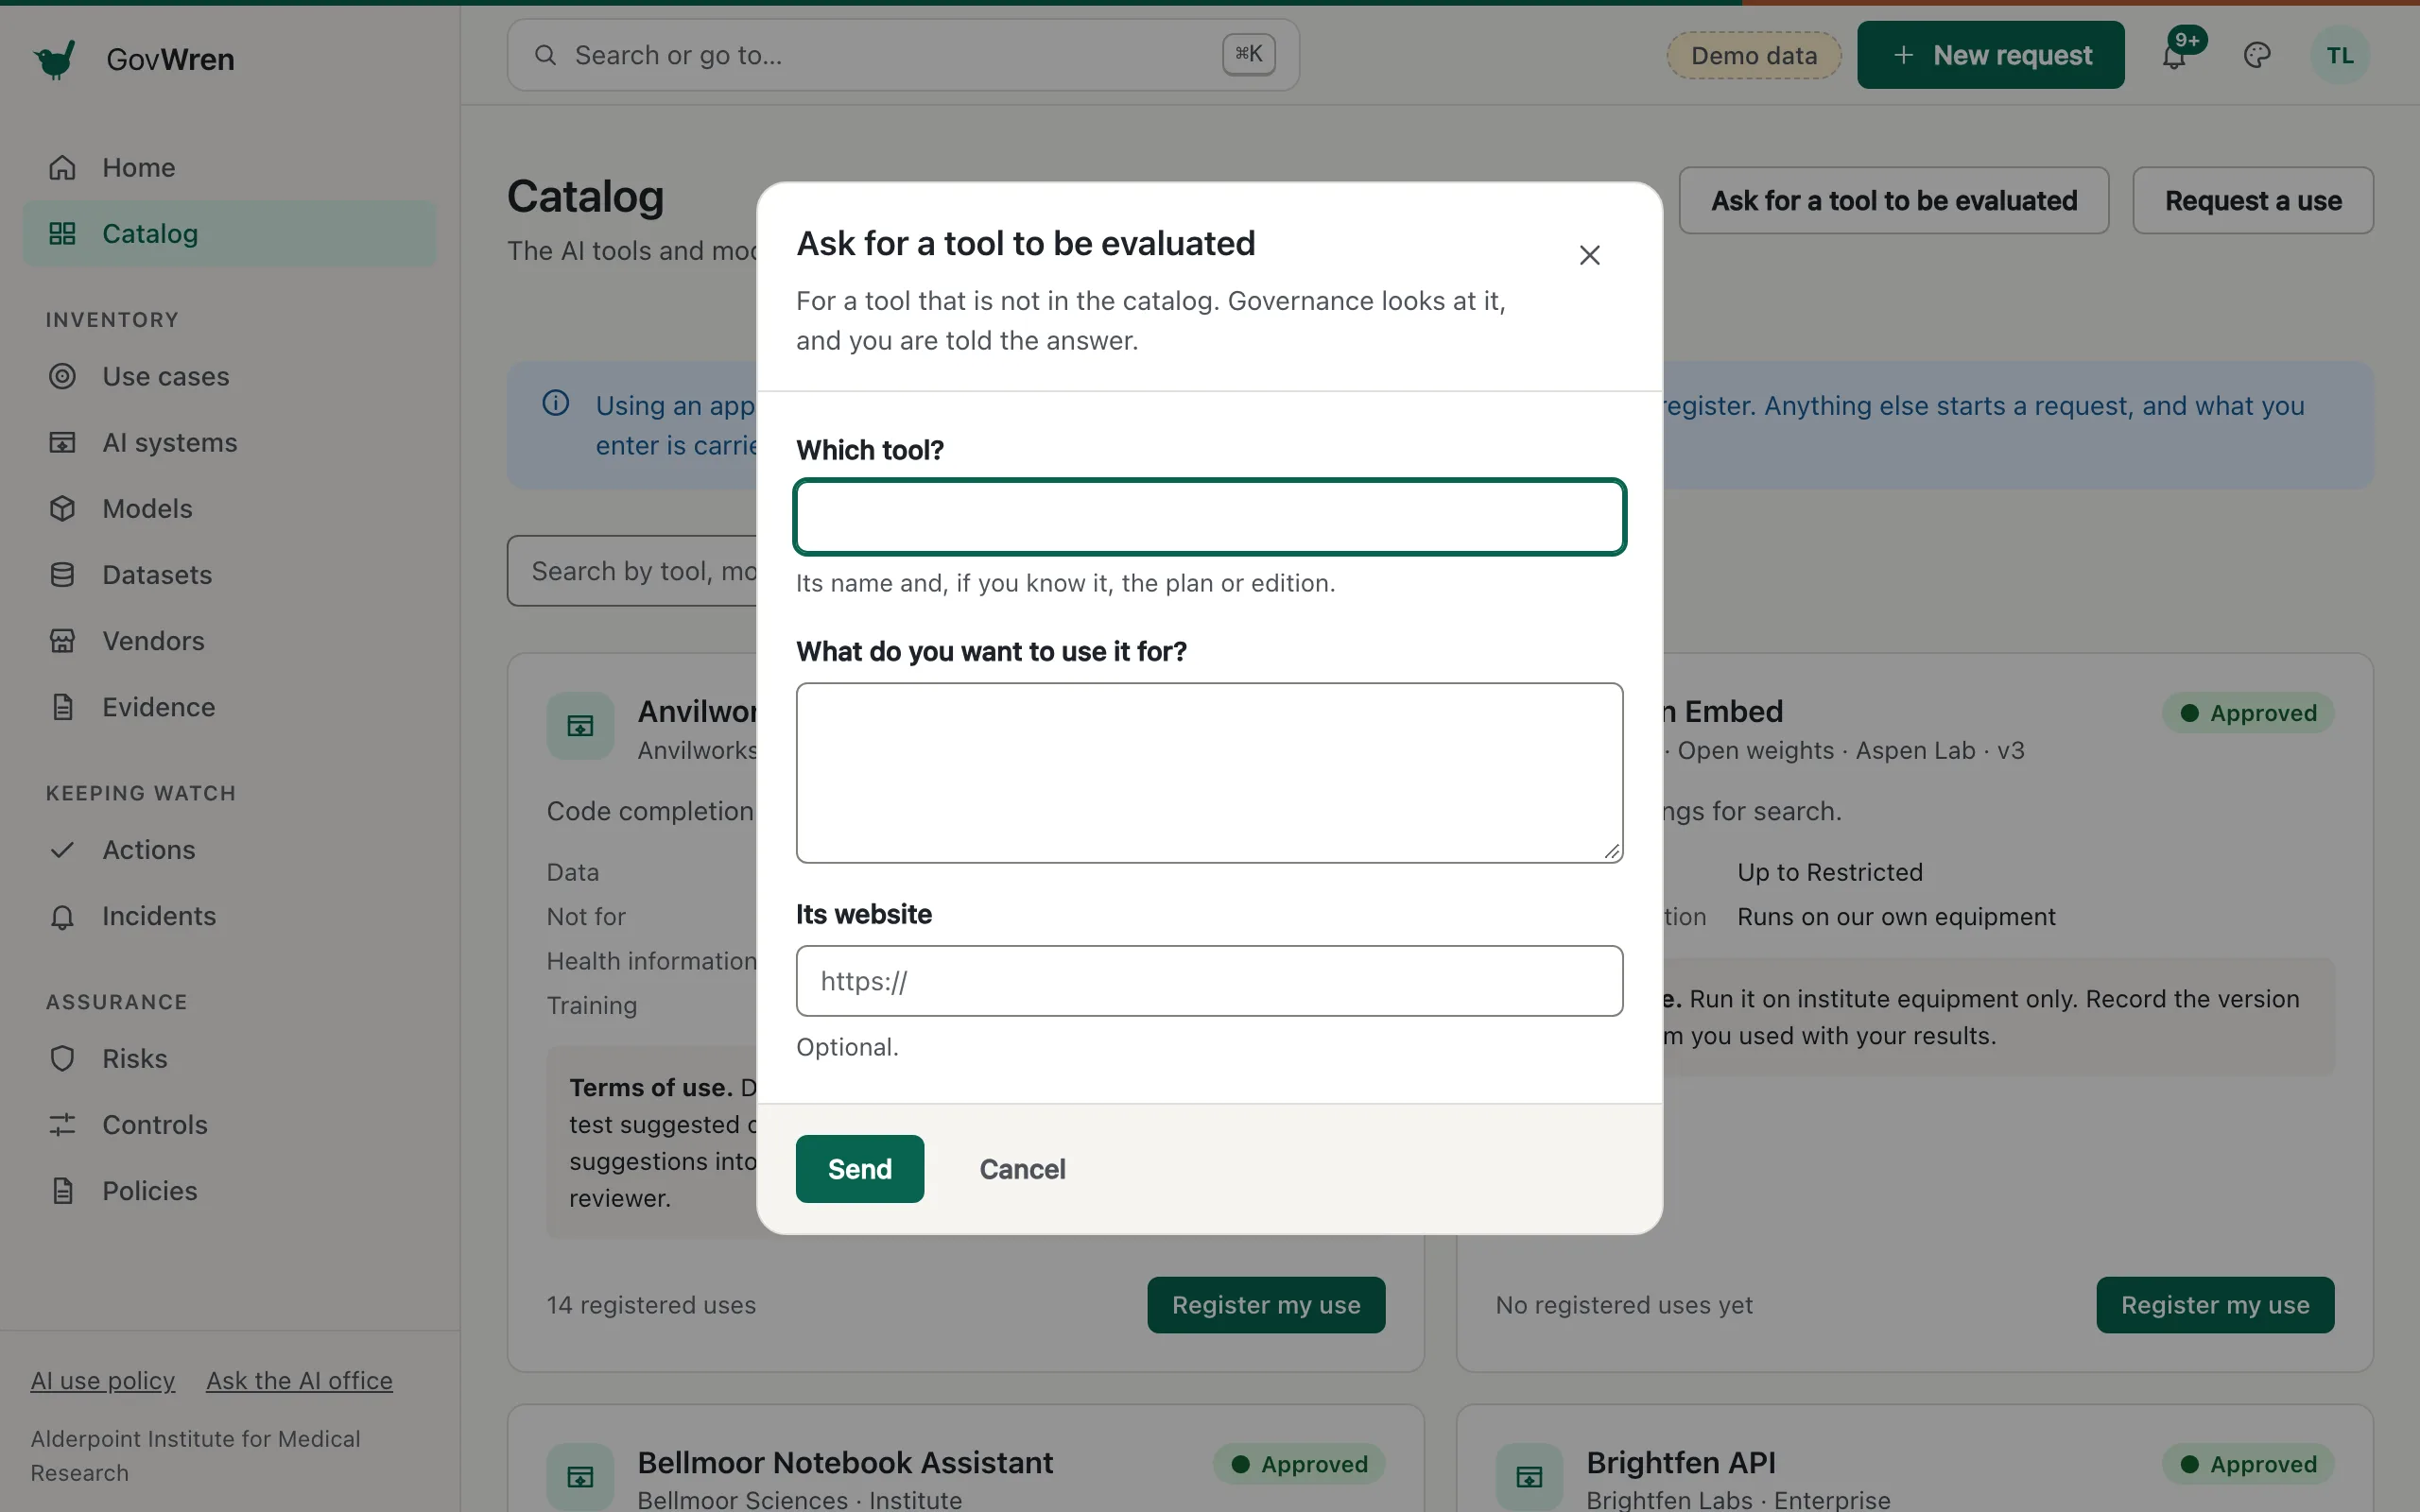 GovWren
Search or go to...
⌘K
Demo data
New request
9+
TL
Home
Catalog
INVENTORY
Use cases
AI systems
Models
Datasets
Vendors
Evidence
KEEPING WATCH
Actions
Incidents
ASSURANCE
Risks
Controls
Policies
AI use policy
Ask the AI office
Alderpoint Institute for Medical
Research
Catalog
The AI tools and
Ask for a tool to be evaluated
Request a use
Using an
register. Anything else starts a request, and what you
enter is
Search by tool,
Ask for a tool to be evaluated
For a tool that is not in the catalog. Governance looks at it,
and you are told the answer.
Which tool?
Its name and, if you know it, the plan or edition.
What do you want to use it for?
Its website
https://
Optional.
Send
Cancel
Anvilworks
Code completion
Data
Not for
Health information
Training
Terms of use.
test suggested
suggestions into
reviewer.
14 registered uses
Register my use
Embed
Approved
· Open weights · Aspen Lab · v3
for search.
Up to Restricted
Runs on our own equipment
Run it on institute equipment only. Record the version
you used with your results.
No registered uses yet
Register my use
Bellmoor Notebook Assistant
Approved
Bellmoor Sciences · Institute
Brightfen API
Approved
Brightfen Labs · Enterprise